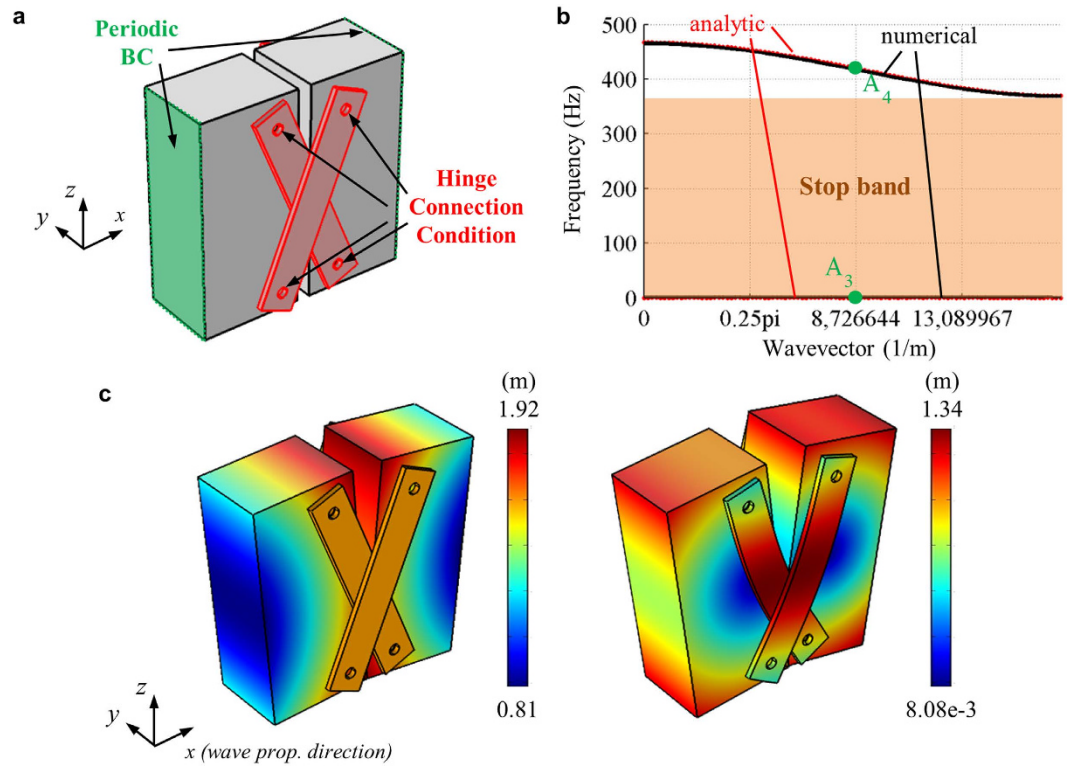 a
Periodic
BC
Hinge
Connection
Condition
z
y
x
b
analytic
numerical
500
400
300
200
100
0
Frequency (Hz)
A4
Stop band
A3
0
0.25pi
8,726644
13,089967
Wavevector (1/m)
c
(m)
1.92
0.81
(m)
1.34
8.08e-3
z
y
x (wave prop. direction)